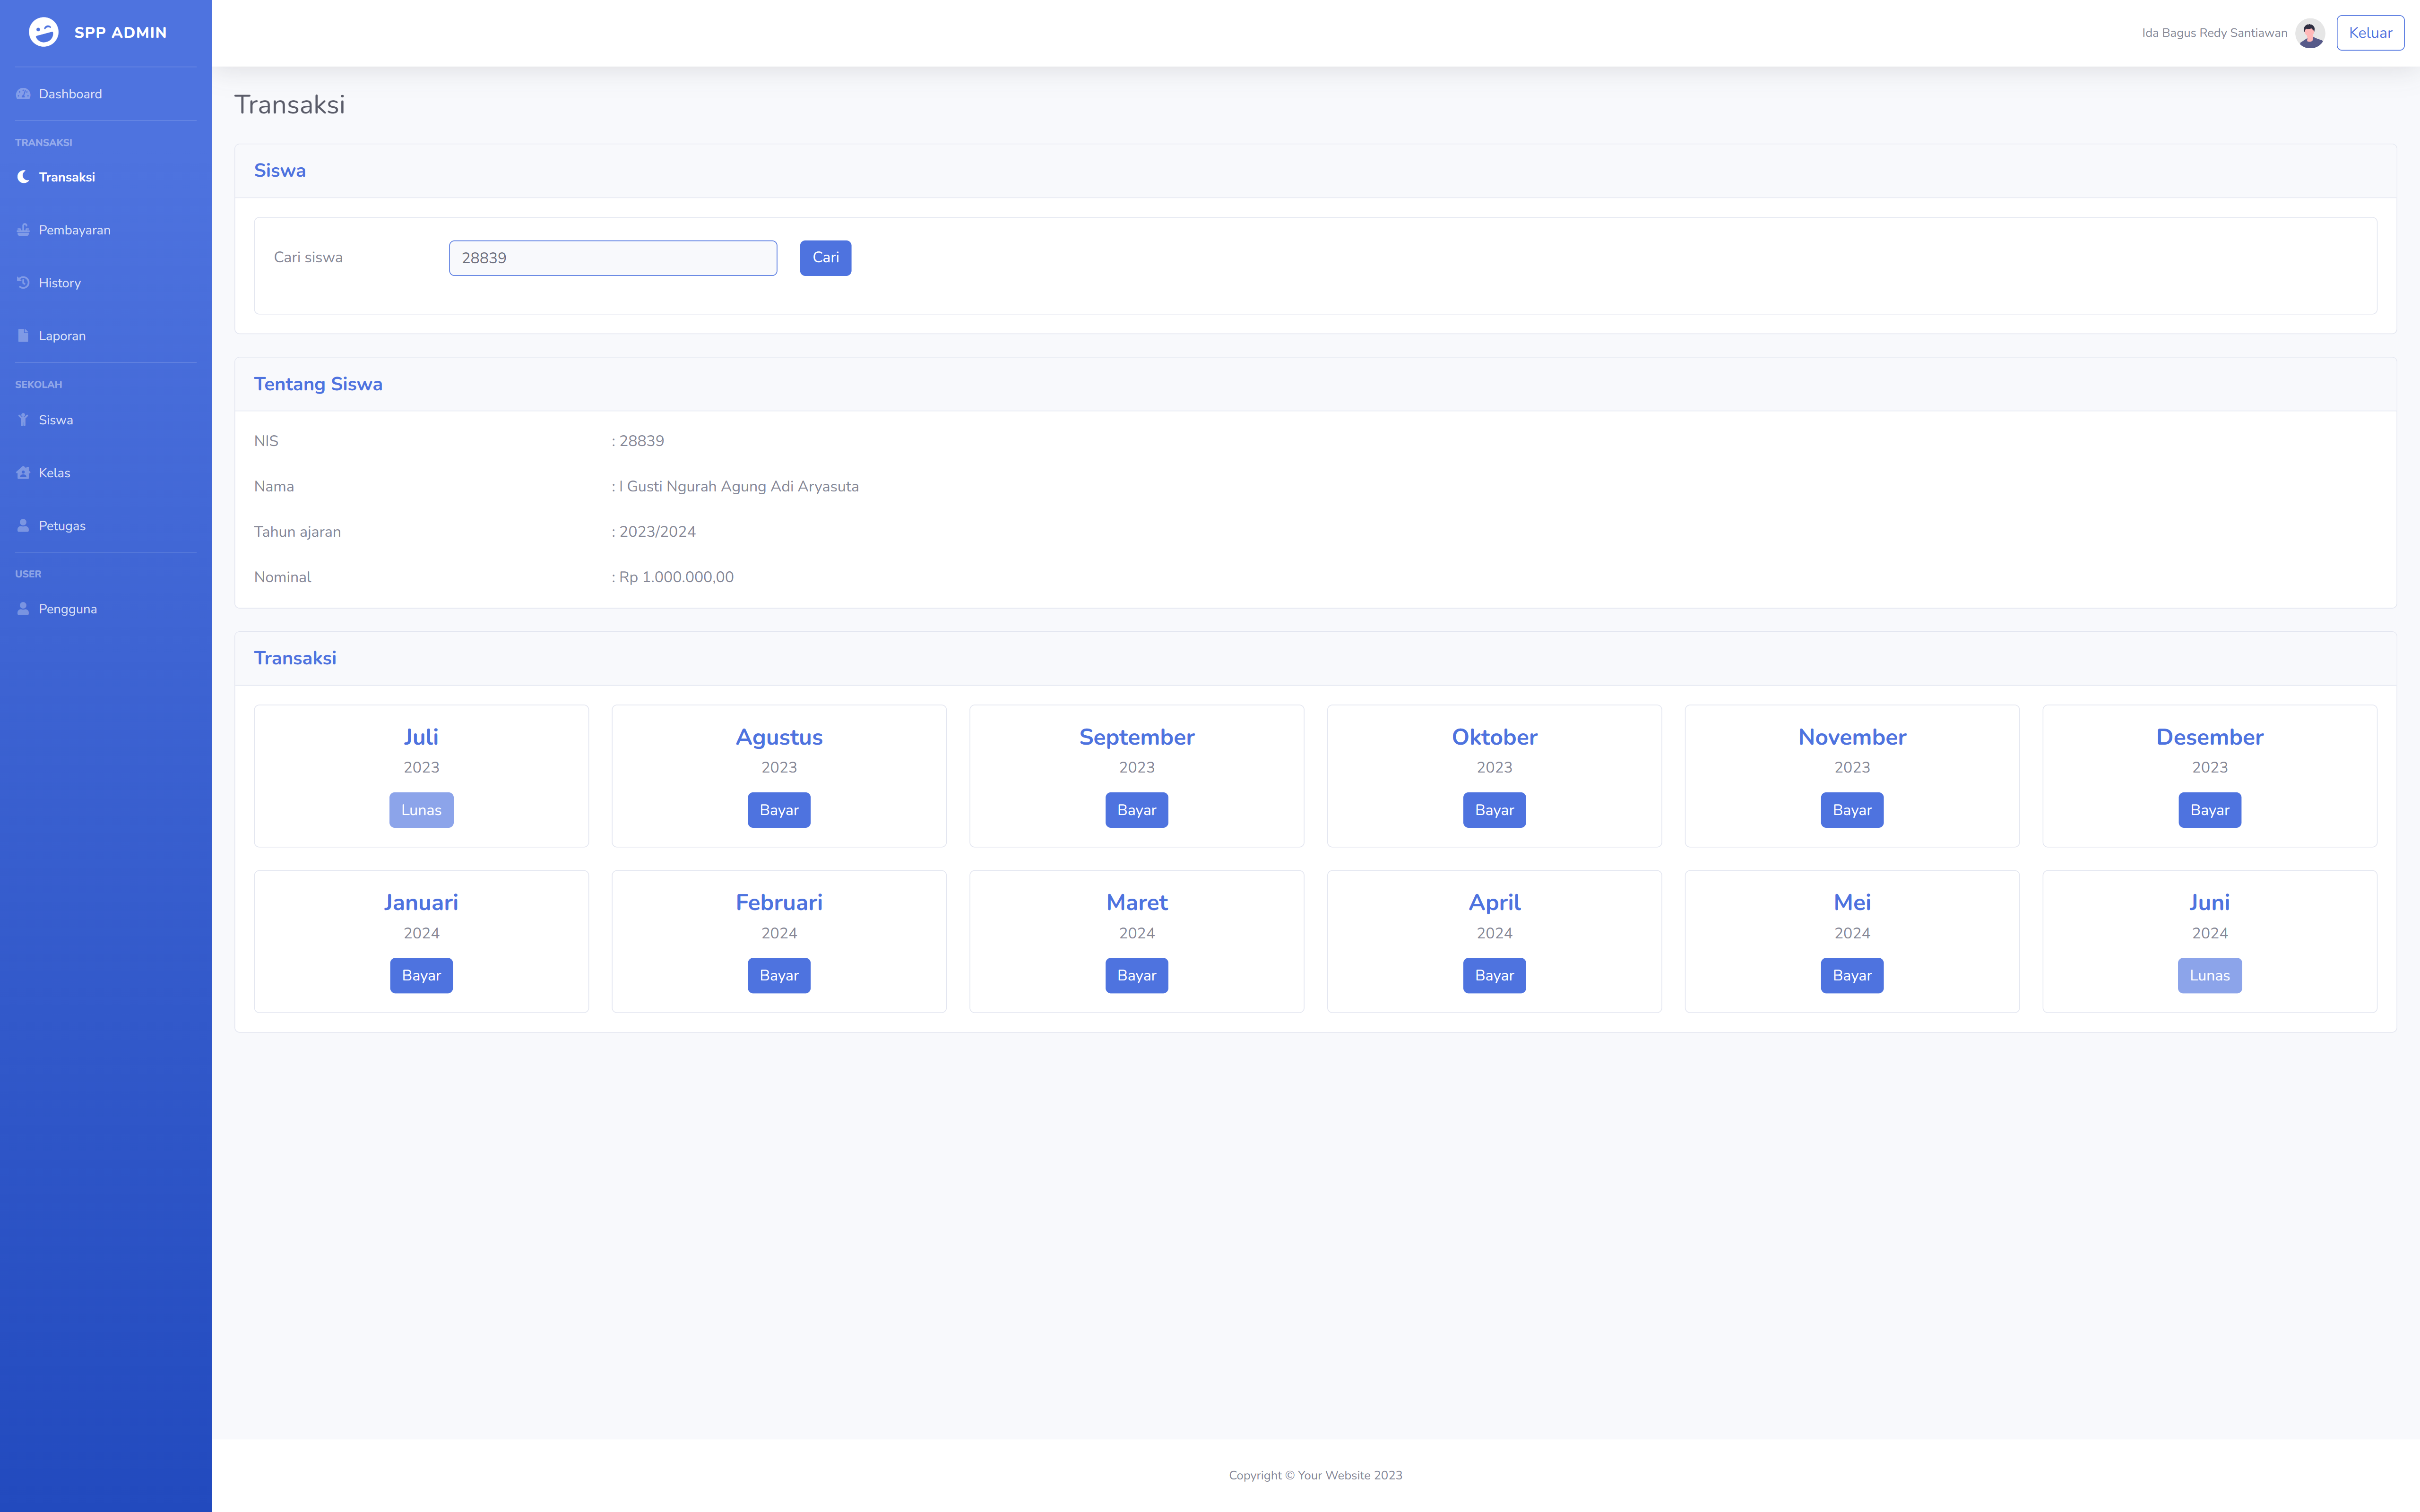 SPP ADMIN
Dashboard
TRANSAKSI
Transaksi
Pembayaran
History
Laporan
SEKOLAH
Siswa
Kelas
Petugas
USER
Pengguna
Ida Bagus Redy Santiawan
Keluar
Transaksi
Siswa
Cari siswa 28839 Cari
Tentang Siswa
NIS : 28839
Nama : I Gusti Ngurah Agung Adi Aryasuta
Tahun ajaran : 2023/2024
Nominal : Rp 1.000.000,00
Transaksi
Juli
2023
Lunas
Agustus
2023
Bayar
September
2023
Bayar
Oktober
2023
Bayar
November
2023
Bayar
Desember
2023
Bayar
Januari
2024
Bayar
Februari
2024
Bayar
Maret
2024
Bayar
April
2024
Bayar
Mei
2024
Bayar
Juni
2024
Lunas
Copyright © Your Website 2023